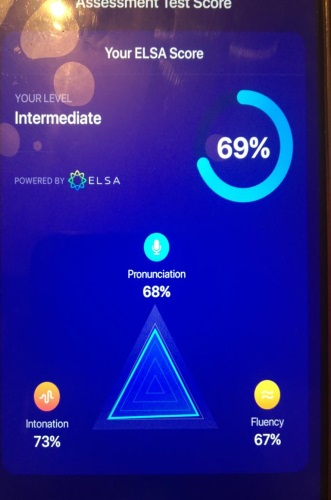 Assessment Test Score
Your ELSA Score
YOUR LEVEL
Intermediate
69%
POWERED BY ELSA
Pronunciation
68%
Intonation
73%
Fluency
67%